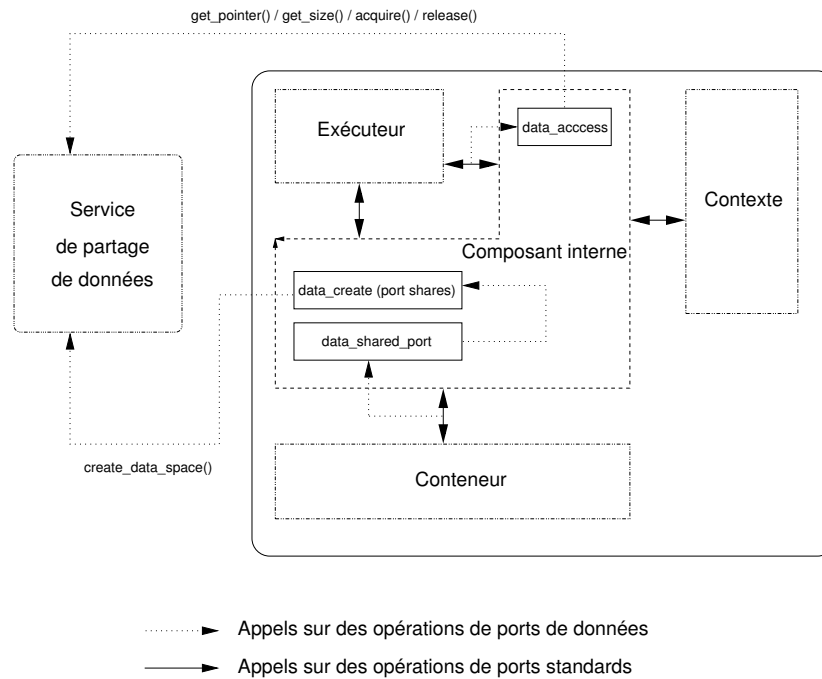 get_pointer() / get_size() / acquire() / release()
Exécuteur
data_acccess
Service
de partage
de données
Contexte
Composant interne
data_create (port shares)
data_shared_port
create_data_space()
Conteneur
Appels sur des opérations de ports de données
Appels sur des opérations de ports standards